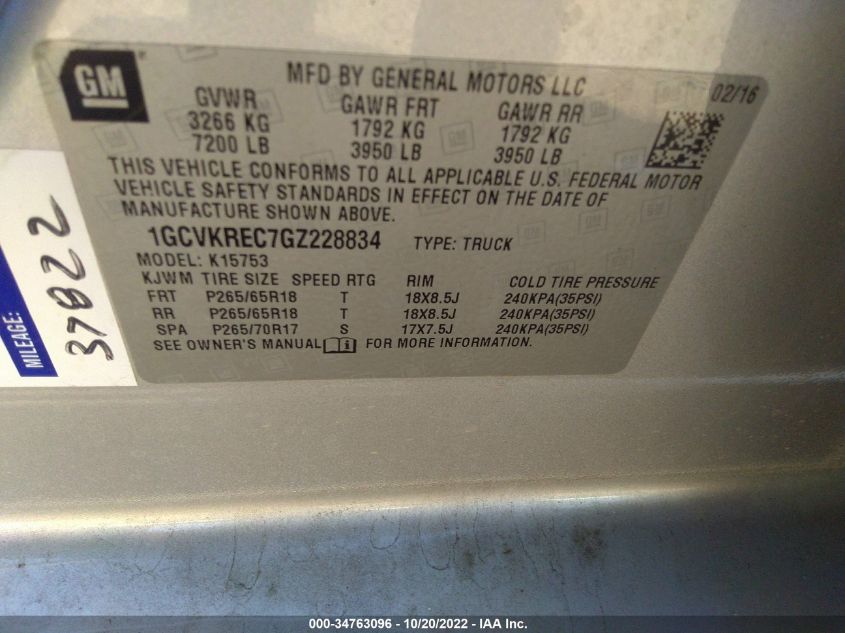 GM
MFD BY GENERAL MOTORS LLC
02/16
GVWR GAWR FRT GAWR RR
3266 KG 1792 KG 1792 KG
7200 LB 3950 LB 3950 LB
THIS VEHICLE CONFORMS TO ALL APPLICABLE U.S. FEDERAL MOTOR
VEHICLE SAFETY STANDARDS IN EFFECT ON THE DATE OF
MANUFACTURE SHOWN ABOVE.
1GCVKREC7GZ228834 TYPE: TRUCK
MODEL: K15753
KJWM TIRE SIZE SPEED RTG RIM COLD TIRE PRESSURE
FRT P265/65R18 T 18X8.5J 240KPA(35PSI)
RR P265/65R18 T 18X8.5J 240KPA(35PSI)
SPA P265/70R17 S 17X7.5J 240KPA(35PSI)
SEE OWNER'S MANUAL FOR MORE INFORMATION.
MILEAGE:
37822
000-34763096 - 10/20/2022 - IAA Inc.